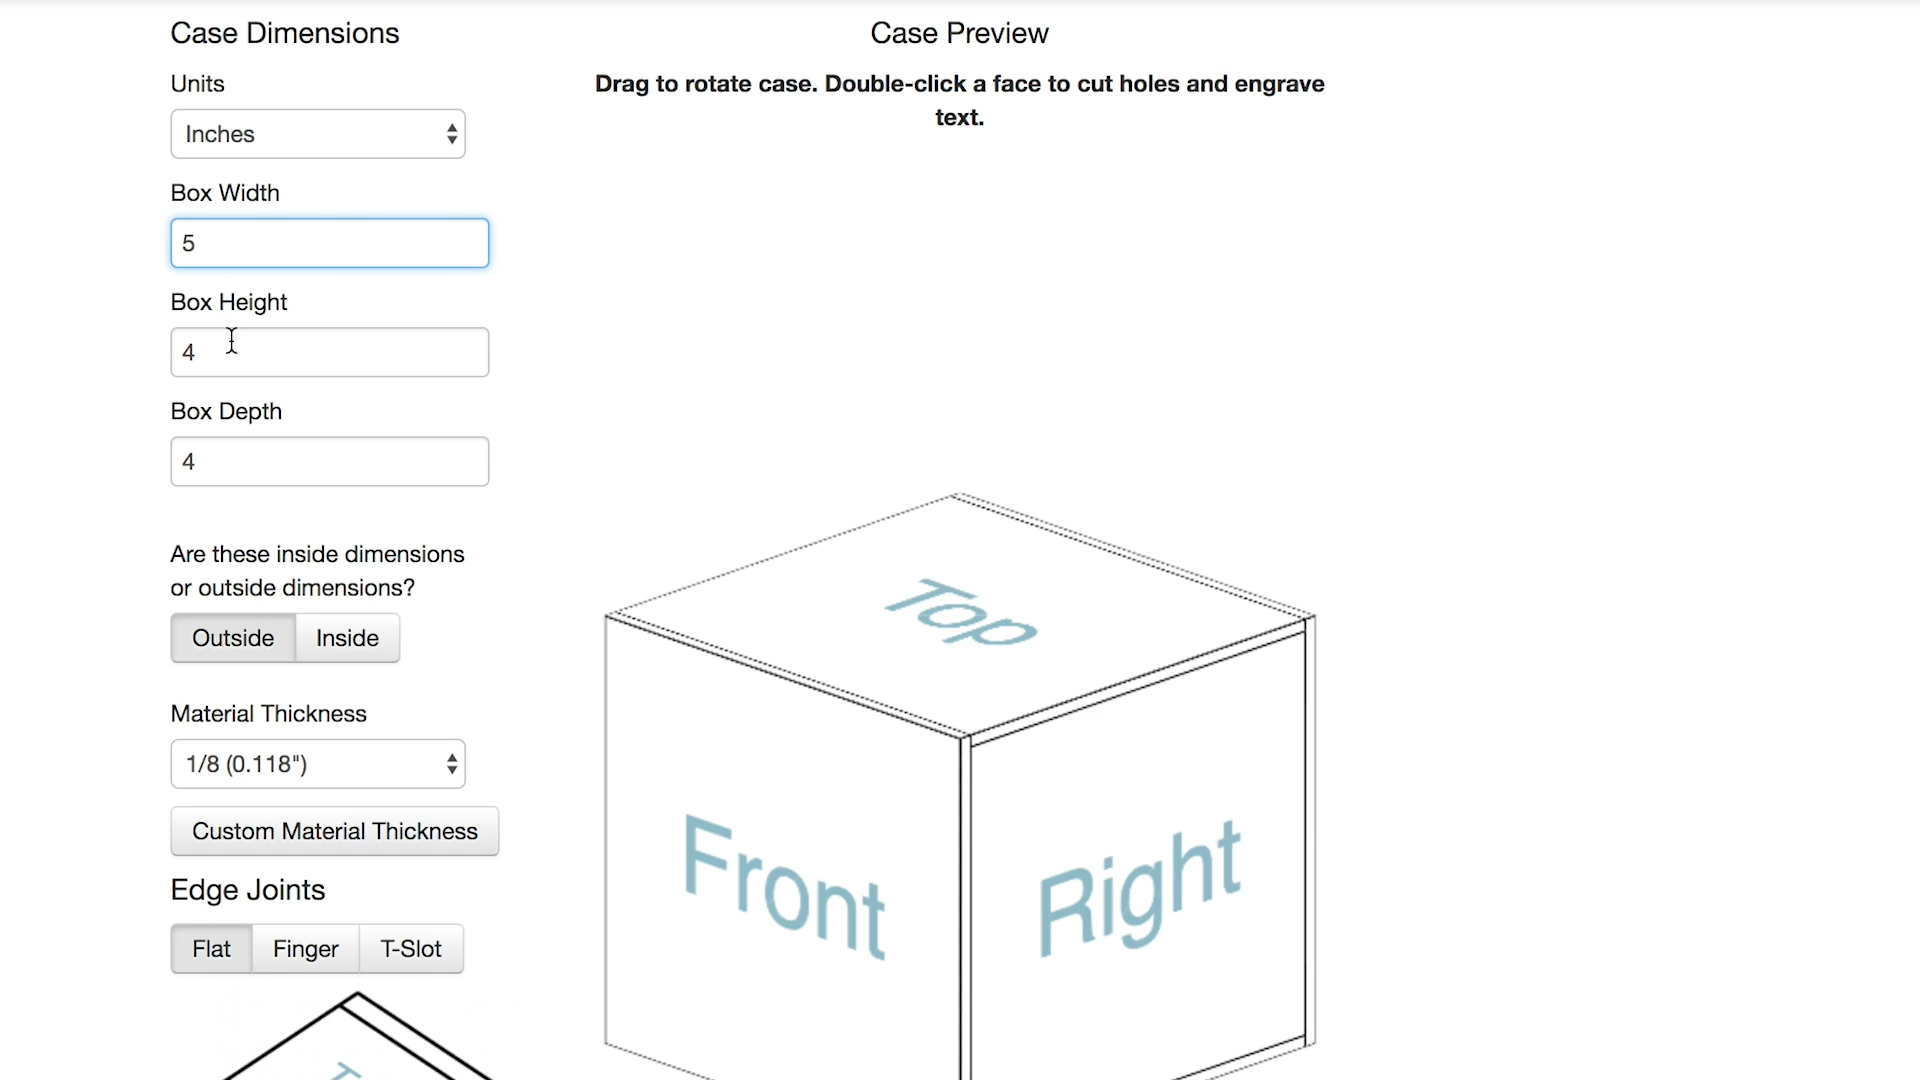 Case Dimensions
Case Preview
Drag to rotate case. Double-click a face to cut holes and engrave
text.
Units
Inches
Box Width
5
Box Height
4
Box Depth
4
Are these inside dimensions
or outside dimensions?
Outside
Inside
Material Thickness
1/8 (0.118")
Custom Material Thickness
Edge Joints
Flat
Finger
T-Slot
Top
Front
Right